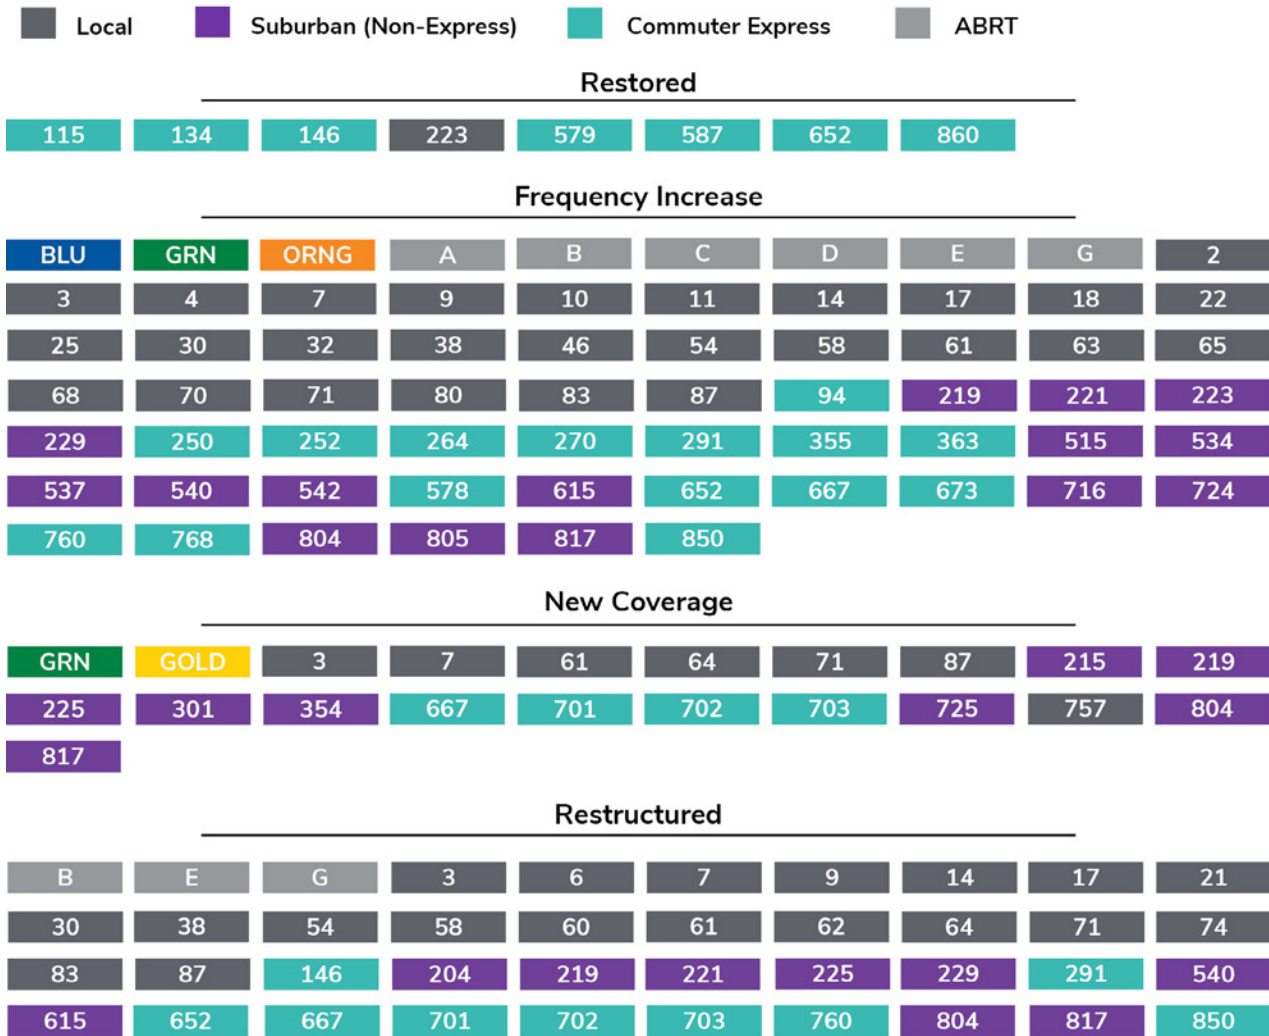 Local Suburban (Non-Express) Commuter Express ABRT
Restored
115 134 146 223 579 587 652 860
Frequency Increase
BLU GRN ORNG A B C D E G 2
3 4 7 9 10 11 14 17 18 22
25 30 32 38 46 54 58 61 63 65
68 70 71 80 83 87 94 219 221 223
229 250 252 264 270 291 355 363 515 534
537 540 542 578 615 652 667 673 716 724
760 768 804 805 817 850
New Coverage
GRN GOLD 3 7 61 64 71 87 215 219
225 301 354 667 701 702 703 725 757 804
817
Restructured
B E G 3 6 7 9 14 17 21
30 38 54 58 60 61 62 64 71 74
83 87 146 204 219 221 225 229 291 540
615 652 667 701 702 703 760 804 817 850